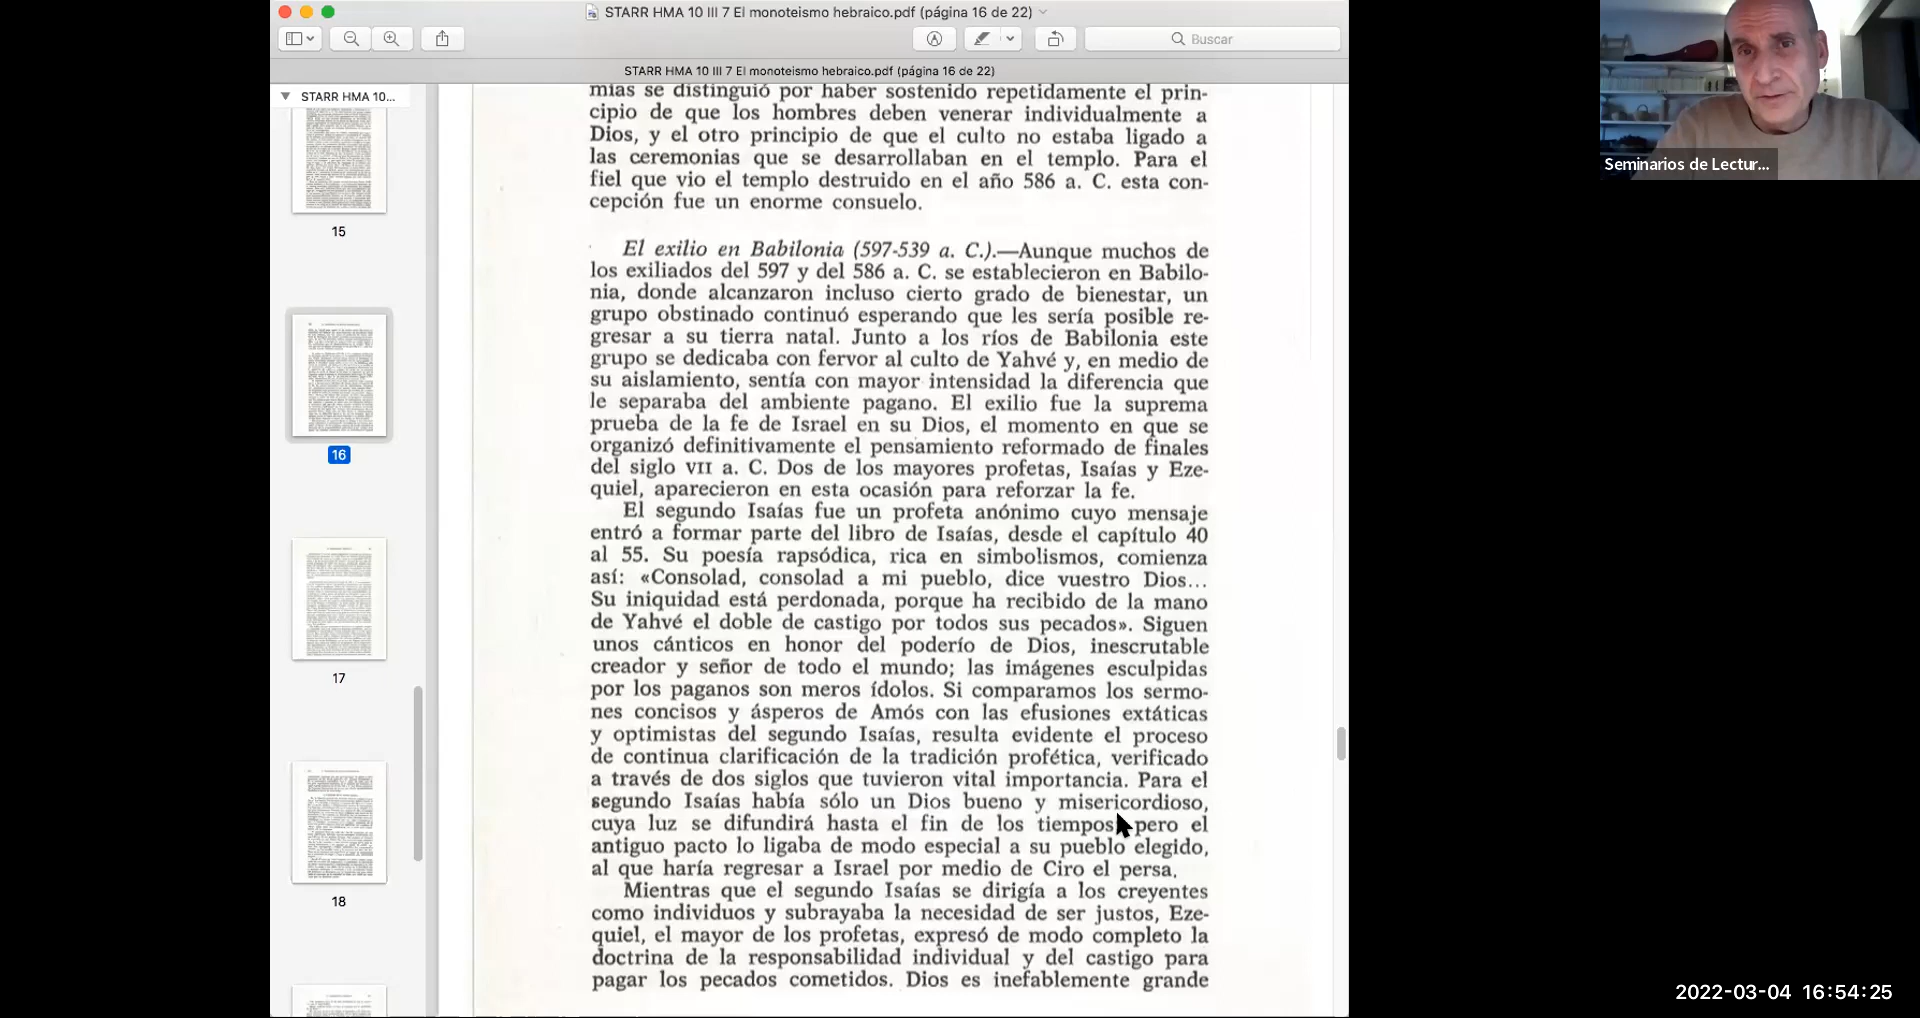 STARR HMA 10 III 7 El monoteismo hebraico.pdf (página 16 de 22)
Buscar
STARR HMA 10 III 7 El monoteismo hebraico.pdf (página 16 de 22)
STARR HMA 10...
15
16
17
18
mías se distinguió por haber sostenido repetidamente el prin-
cipio de que los hombres deben venerar individualmente a
Dios, y el otro principio de que el culto no estaba ligado a
las ceremonias que se desarrollaban en el templo. Para el
fiel que vio el templo destruido en el año 586 a. C. esta con-
cepción fue un enorme consuelo.
El exilio en Babilonia (597-539 a. C.).—Aunque muchos de
los exiliados del 597 y del 586 a. C. se establecieron en Babilo-
nia, donde alcanzaron incluso cierto grado de bienestar, un
grupo obstinado continuó esperando que les sería posible re-
gresar a su tierra natal. Junto a los ríos de Babilonia este
grupo se dedicaba con fervor al culto de Yahvé y, en medio de
su aislamiento, sentía con mayor intensidad la diferencia que
le separaba del ambiente pagano. El exilio fue la suprema
prueba de la fe de Israel en su Dios, el momento en que se
organizó definitivamente el pensamiento reformado de finales
del siglo VII a. C. Dos de los mayores profetas, Isaías y Eze-
quiel, aparecieron en esta ocasión para reforzar la fe.
El segundo Isaías fue un profeta anónimo cuyo mensaje
entró a formar parte del libro de Isaías, desde el capítulo 40
al 55. Su poesía rapsódica, rica en simbolismos, comienza
así: «Consolad, consolad a mi pueblo, dice vuestro Dios...
Su iniquidad está perdonada, porque ha recibido de la mano
de Yahvé el doble de castigo por todos sus pecados». Siguen
unos cánticos en honor del poderío de Dios, inescrutable
creador y señor de todo el mundo; las imágenes esculpidas
por los paganos son meros ídolos. Si comparamos los sermo-
nes concisos y ásperos de Amós con las efusiones extáticas
y optimistas del segundo Isaías, resulta evidente el proceso
de continua clarificación de la tradición profética, verificado
a través de dos siglos que tuvieron vital importancia. Para el
segundo Isaías había sólo un Dios bueno y misericordioso,
cuya luz se difundirá hasta el fin de los tiempos; pero el
antiguo pacto lo ligaba de modo especial a su pueblo elegido,
al que haría regresar a Israel por medio de Ciro el persa.
Mientras que el segundo Isaías se dirigía a los creyentes
como individuos y subrayaba la necesidad de ser justos, Eze-
quiel, el mayor de los profetas, expresó de modo completo la
doctrina de la responsabilidad individual y del castigo para
pagar los pecados cometidos. Dios es inefablemente grande
Seminarios de Lectur...
2022-03-04 16:54:25